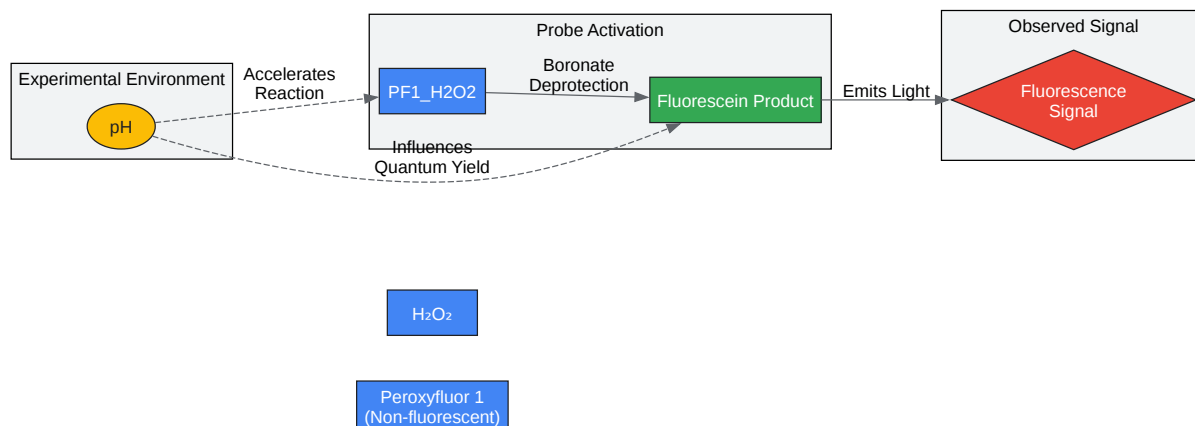 Experimental Environment
pH
Accelerates
Reaction
Influences
Quantum Yield
Probe Activation
PF1_H2O2
Boronate
Deprotection
Fluorescein Product
Emits Light
Observed Signal
Fluorescence
Signal
H₂O₂
Peroxyfluor 1
(Non-fluorescent)